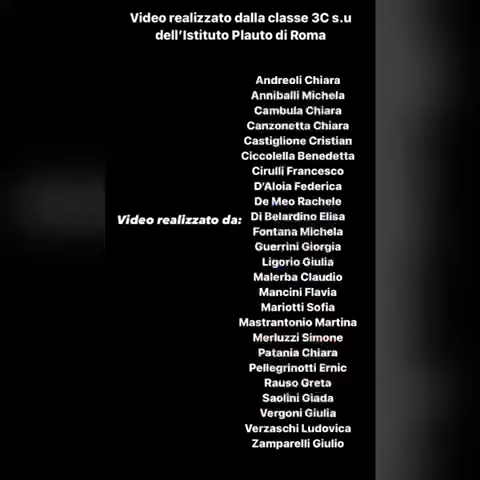 Video realizzato dalla classe 3C s.u
dell'Istituto Plauto di Roma
Video realizzato da:
Andreoli Chiara
Anniballi Michela
Cambula Chiara
Canzonetta Chiara
Castiglione Cristian
Ciccolella Benedetta
Cirulli Francesco
D'Aloia Federica
De Meo Rachele
Di Belardino Elisa
Fontana Michela
Guerrini Giorgia
Ligorio Giulia
Malerba Claudio
Mancini Flavia
Mariotti Sofia
Mastrantonio Martina
Merluzzi Simone
Patania Chiara
Pellegrinotti Ernic
Rauso Greta
Saolini Giada
Vergoni Giulia
Verzaschi Ludovica
Zamparelli Giulio